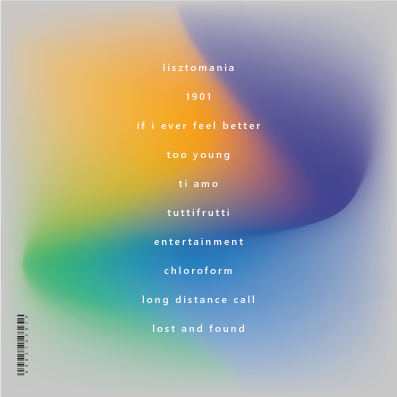 lisztomania
1901
if i ever feel better
too young
ti amo
tuttifrutti
entertainment
chloroform
long distance call
lost and found